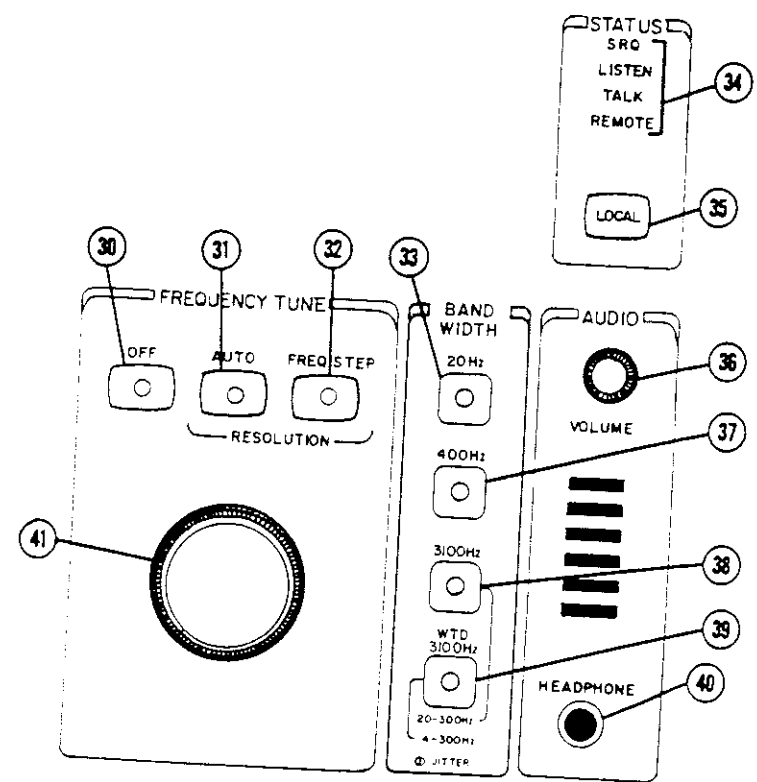 STATUS
SRQ
LISTEN
TALK
REMOTE
34
LOCAL
35
30
31
32
33
FREQUENCY TUNE
OFF
AUTO
FREQ STEP
RESOLUTION
41
BAND
WIDTH
20Hz
400Hz
37
3100Hz
38
WTD
3100Hz
39
20-300Hz
4-300Hz
Ⓩ JITTER
AUDIO
36
VOLUME
HEADPHONE
40